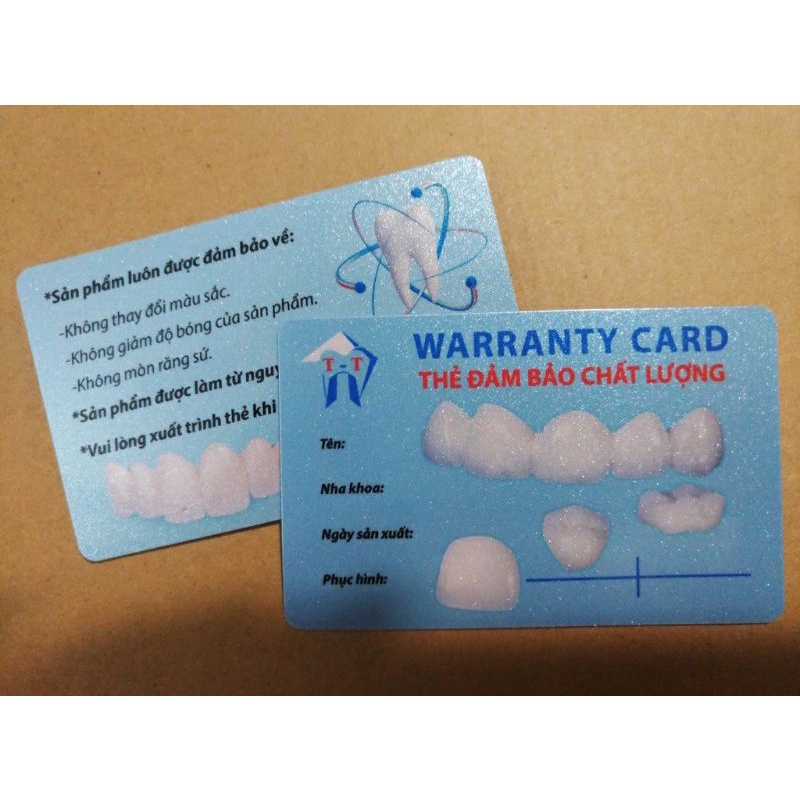 *Sản phẩm luôn được đảm bảo về:
-Không thay đổi màu sắc.
-Không giảm độ bóng của sản phẩm.
-Không mòn răng sứ.
*Sản phẩm được làm từ nguy
*Vui lòng xuất trình thẻ khi
T-T
WARRANTY CARD
THẺ ĐẢM BẢO CHẤT LƯỢNG
Tên:
Nha khoa:
Ngày sản xuất:
Phục hình: